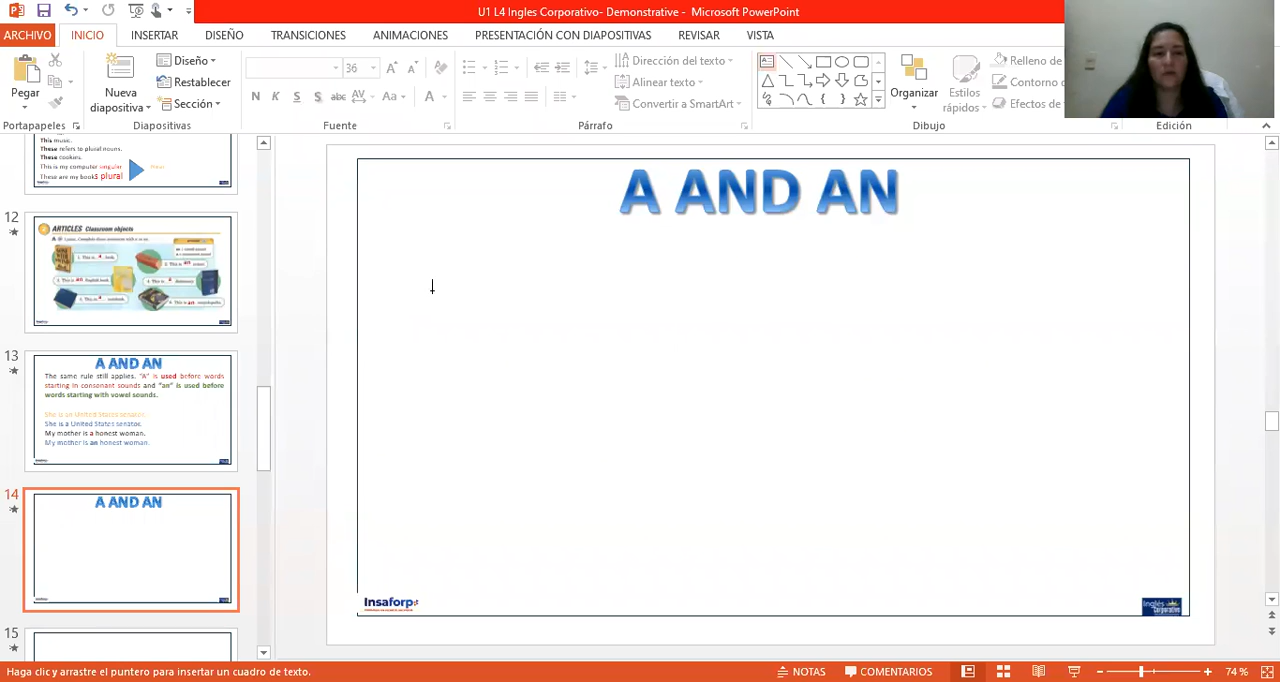 U1 L4 Ingles Corporativo- Demonstrative - Microsoft PowerPoint
ARCHIVO INICIO INSERTAR DISEÑO TRANSICIONES ANIMACIONES PRESENTACIÓN CON DIAPOSITIVAS REVISAR VISTA
Pegar
Nueva diapositiva
Diseño
Restablecer
Sección
36
N K S S abc AV Aa A
Dirección del texto
Alinear texto
Convertir a SmartArt
Organizar
Estilos rápidos
Relleno de
Contorno
Efectos de
Portapapeles Diapositivas Fuente Párrafo Dibujo Edición
This music.
These refers to plural nouns.
These cookies.
This is my computer singular
These are my books plural
12
ARTICLES Classroom objects
13
A AND AN
The same rule still applies. "A" is used before words
starting in consonant sounds and "an" is used before
words starting with vowel sounds.
She is an United States senator.
She is a United States senator.
My mother is a honest woman.
My mother is an honest woman.
14
A AND AN
15
A AND AN
Insaforp
Inglés
Corporativo
Haga clic y arrastre el puntero para insertar un cuadro de texto.
NOTAS COMENTARIOS 74 %